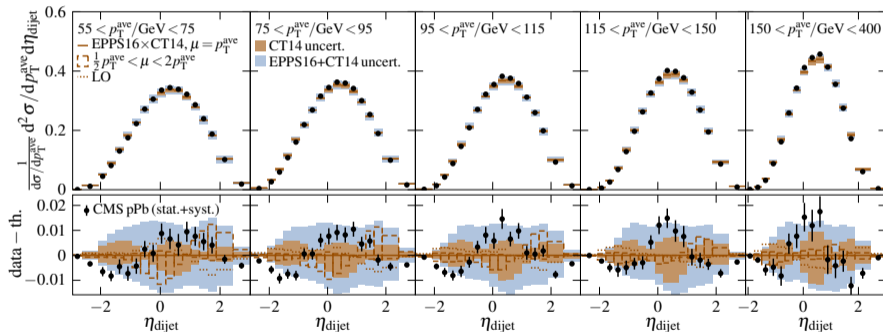 55 < p_T^ave/GeV < 75
75 < p_T^ave/GeV < 95
95 < p_T^ave/GeV < 115
115 < p_T^ave/GeV < 150
150 < p_T^ave/GeV < 400
EPPS16×CT14, μ = p_T^ave
½p_T^ave < μ < 2p_T^ave
LO
CT14 uncert.
EPPS16+CT14 uncert.
1/(dσ/dp_T^ave) d²σ/dp_T^ave dη_dijet
0.6
0.4
0.2
0
CMS pPb (stat.+syst.)
data − th.
0.02
0.01
0
−0.01
−2 0 2 −2 0 2 −2 0 2 −2 0 2 −2 0 2
η_dijet η_dijet η_dijet η_dijet η_dijet